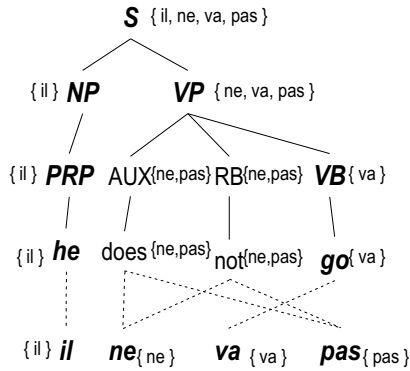 S { il, ne, va, pas }
{ il } NP VP { ne, va, pas }
{ il } PRP AUX{ne,pas} RB{ne,pas} VB { va }
{ il } he does{ne,pas} not{ne,pas} go{ va }
{ il } il ne{ ne } va { va } pas{ pas }